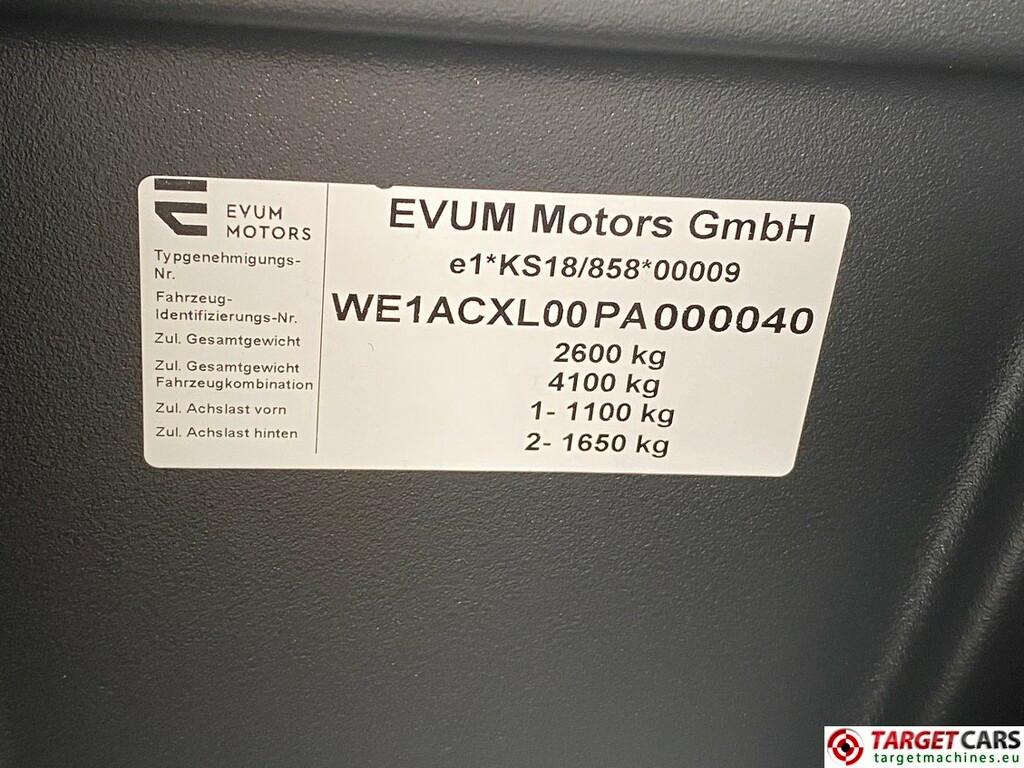 EVUM
MOTORS
EVUM Motors GmbH
Typgenehmigungs-
Nr.
e1*KS18/858*00009
Fahrzeug-
Identifizierungs-Nr.
WE1ACXL00PA000040
Zul. Gesamtgewicht
2600 kg
Zul. Gesamtgewicht
Fahrzeugkombination
4100 kg
Zul. Achslast vorn
1- 1100 kg
Zul. Achslast hinten
2- 1650 kg
TARGETCARS
targetmachines.eu